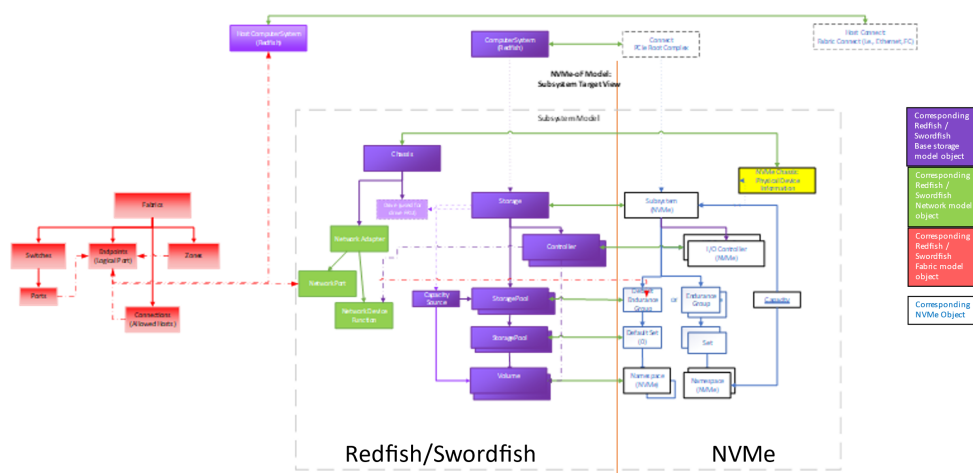 Host ComputerSystem
(Redfish)
ComputerSystem
(Redfish)
Connect:
PCIe Root Complex
Host Connect:
Fabric Connect (i.e., Ethernet, FC)
NVMe-oF Model:
Subsystem Target View
Subsystem Model
Chassis
NVMe Chassis:
/Physical Device
Information
Corresponding
Redfish /
Swordfish
Base storage
model object
Corresponding
Redfish /
Swordfish
Network model
object
Corresponding
Redfish /
Swordfish
Fabric model
object
Corresponding
NVMe Object
Fabrics
Switches
Endpoints
(Logical Port)
Zones
Ports
Connections
(Allowed Hosts)
Storage
Subsystem
(NVMe)
Network Adapter
Controller
I/O Controller
(NVMe)
NetworkPort
NetworkDevice
Function
Capacity
Source
StoragePool
Default
Endurance
Group
or
Endurance
Group
Capacity
StoragePool
Default Set
(0)
Set
Volume
Namespace
(NVMe)
Namespace
(NVMe)
Redfish/Swordfish
NVMe